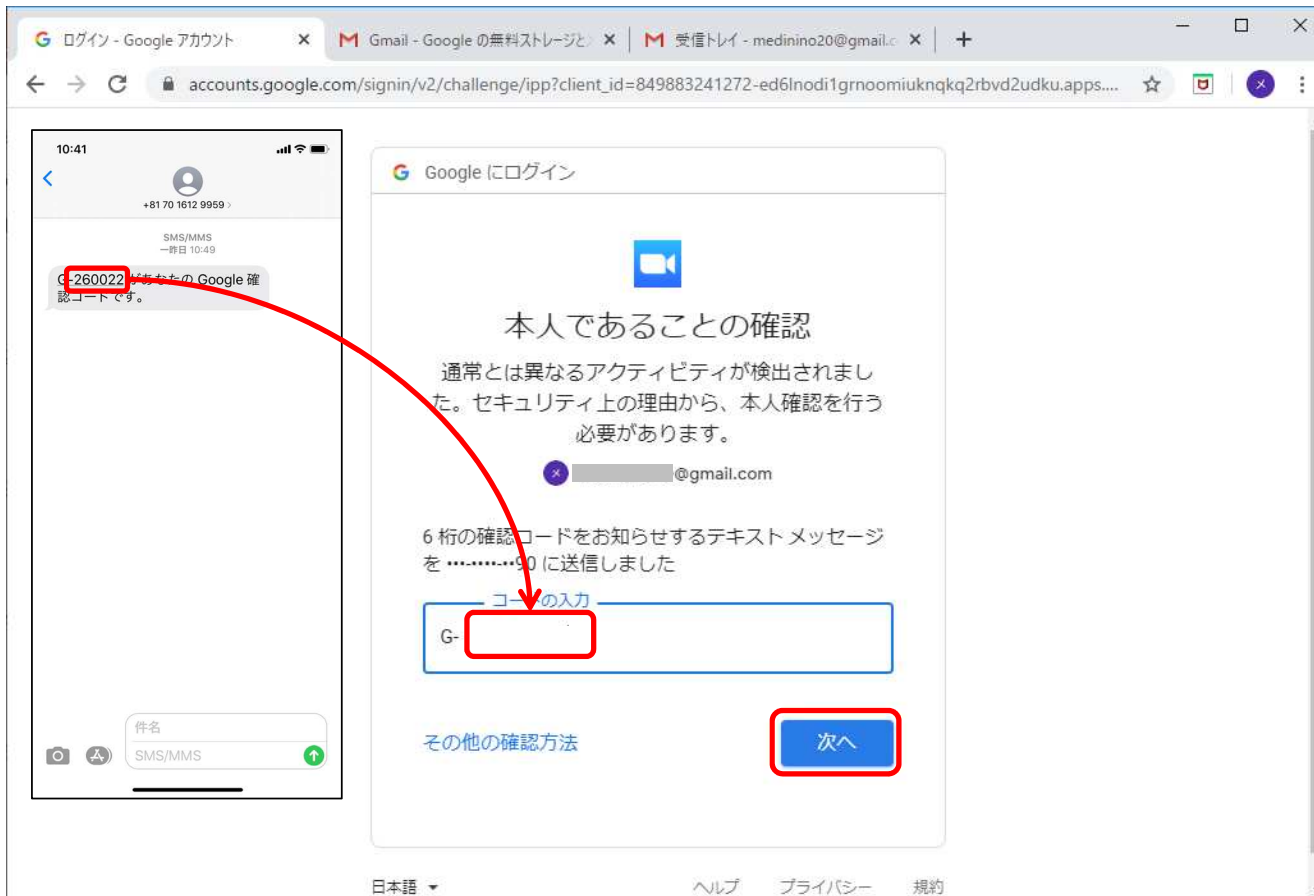 ログイン - Google アカウント
Gmail - Google の無料ストレージと
受信トレイ - medinino20@gmail.c
accounts.google.com/signin/v2/challenge/ipp?client_id=849883241272-ed6lnodi1grnoomiuknqkq2rbvd2udku.apps....
10:41
+81 70 1612 9959
SMS/MMS
一昨日 10:49
G-260022 があなたの Google 確
認コードです。
件名
SMS/MMS
Google にログイン
本人であることの確認
通常とは異なるアクティビティが検出されまし
た。セキュリティ上の理由から、本人確認を行う
必要があります。
メ
@gmail.com
6 桁の確認コードをお知らせするテキスト メッセージ
を •••-••••-••90 に送信しました
コードの入力
G-
その他の確認方法
次へ
日本語
ヘルプ
プライバシー
規約